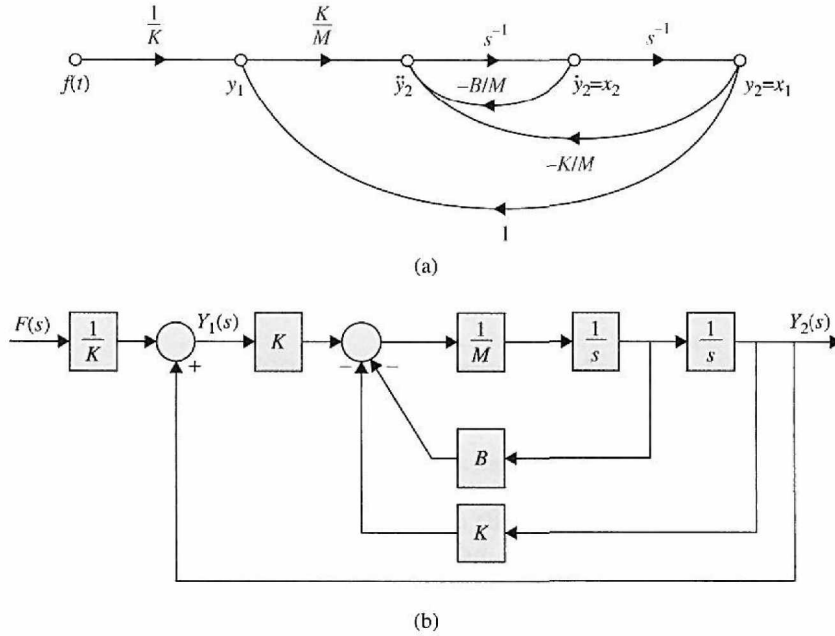 1/K K/M s⁻¹ s⁻¹
f(t) y₁ ÿ₂ ẏ₂=x₂ y₂=x₁
−B/M
−K/M
1
(a)
F(s) 1/K Y₁(s) K 1/M 1/s 1/s Y₂(s)
+ − −
B
K
(b)